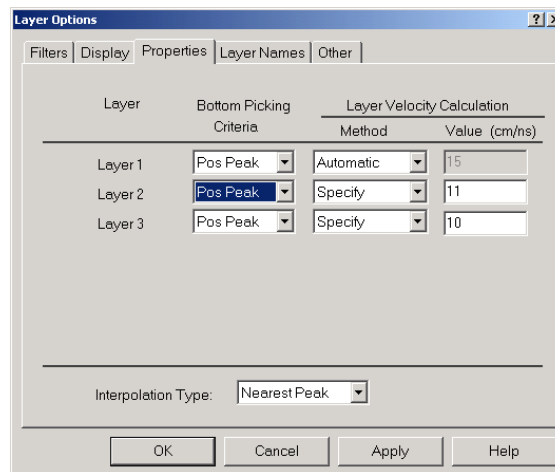 Layer Options
Filters Display Properties Layer Names Other
Layer Bottom Picking Criteria Layer Velocity Calculation
Method Value (cm/ns)
Layer 1 Pos Peak Automatic 15
Layer 2 Pos Peak Specify 11
Layer 3 Pos Peak Specify 10
Interpolation Type: Nearest Peak
OK Cancel Apply Help